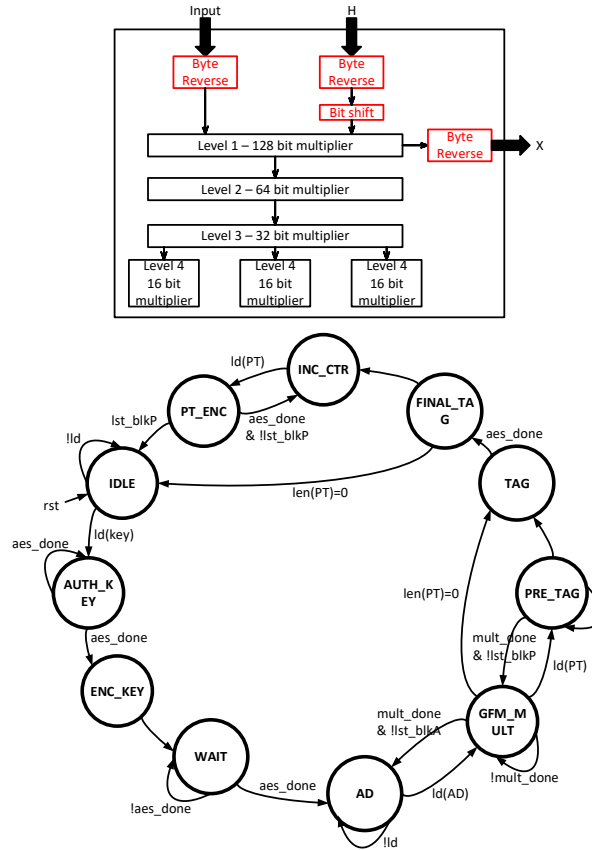 Input
H
Byte
Reverse
Byte
Reverse
Bit shift
Level 1 – 128 bit multiplier
Byte
Reverse
X
Level 2 – 64 bit multiplier
Level 3 – 32 bit multiplier
Level 4
16 bit
multiplier
Level 4
16 bit
multiplier
Level 4
16 bit
multiplier
INC_CTR
ld(PT)
PT_ENC
aes_done
& !lst_blkP
FINAL_TA
G
lst_blkP
aes_done
!ld
IDLE
TAG
rst
len(PT)=0
ld(key)
aes_done
AUTH_K
EY
len(PT)=0
PRE_TAG
aes_done
mult_done
& !lst_blkP
ld(PT)
ENC_KEY
mult_done
& !lst_blkA
GFM_M
ULT
WAIT
!mult_done
aes_done
AD
ld(AD)
!aes_done
!ld